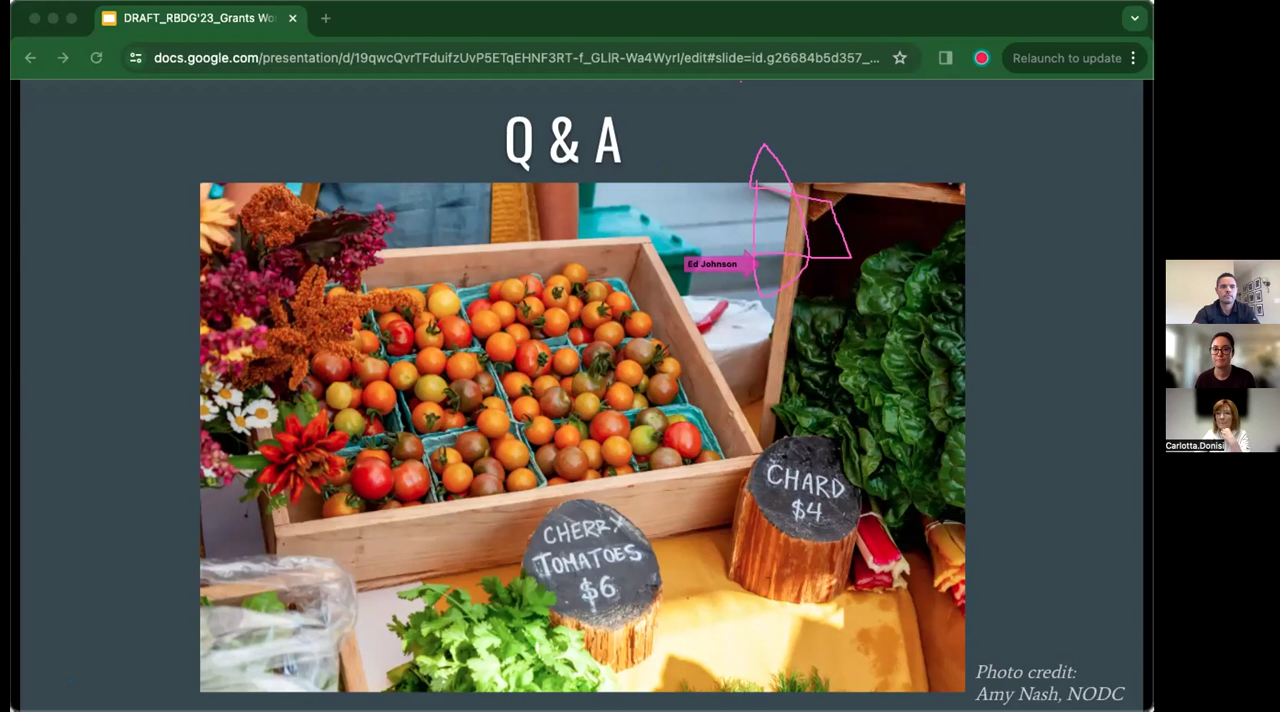 DRAFT_RBDG'23_Grants Wo
docs.google.com/presentation/d/19qwcQvrTFduifzUvP5ETqEHNF3RT-f_GLlR-Wa4WyrI/edit#slide=id.g26684b5d357_...
Relaunch to update
Q & A
Ed Johnson
CHARD
$4
CHERRY
TOMATOES
$6
Carlotta.Donisi
Photo credit:
Amy Nash, NODC